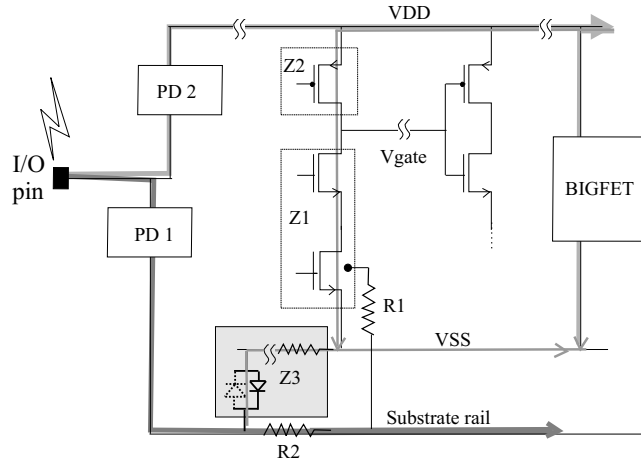 VDD
Z2
PD 2
Vgate
I/O
pin
BIGFET
Z1
PD 1
R1
VSS
Z3
Substrate rail
R2